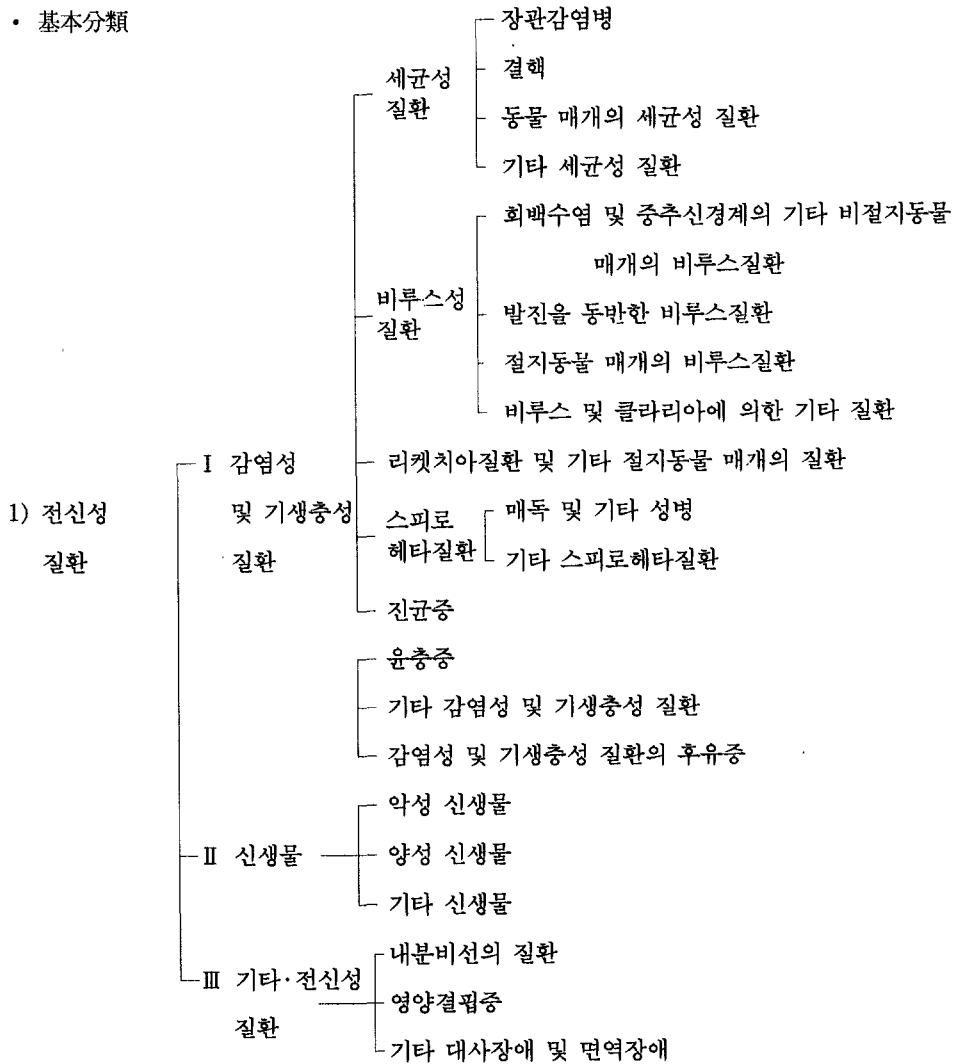 • 基本分類
장관감염병
세균성
질환
결핵
동물 매개의 세균성 질환
기타 세균성 질환
회백수염 및 중추신경계의 기타 비절지동물
매개의 비루스질환
비루스성
질환
발진을 동반한 비루스질환
절지동물 매개의 비루스질환
비루스 및 클라리아에 의한 기타 질환
1) 전신성
질환
I 감염성
및 기생충성
질환
리켓치아질환 및 기타 절지동물 매개의 질환
스피로
헤타질환
매독 및 기타 성병
기타 스피로헤타질환
진균증
윤충증
기타 감염성 및 기생충성 질환
감염성 및 기생충성 질환의 후유증
II 신생물
악성 신생물
양성 신생물
기타 신생물
III 기타·전신성
질환
내분비선의 질환
영양결핍증
기타 대사장애 및 면역장애